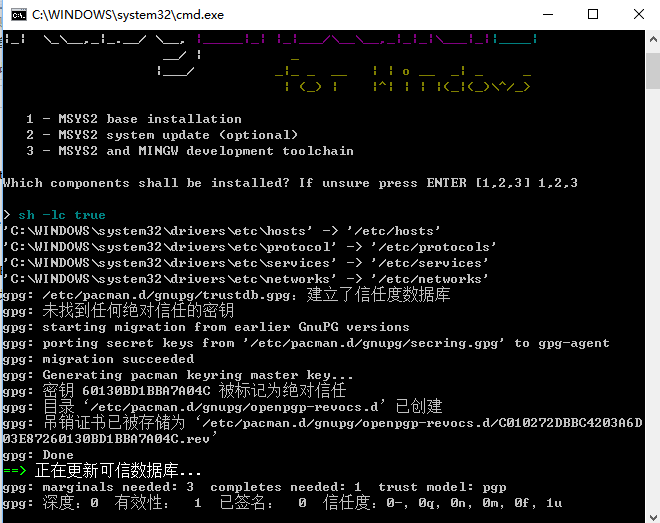 C:\WINDOWS\system32\cmd.exe
for Windows
1 - MSYS2 base installation
2 - MSYS2 system update (optional)
3 - MSYS2 and MINGW development toolchain
Which components shall be installed? If unsure press ENTER [1,2,3] 1,2,3
> sh -lc true
'C:\WINDOWS\system32\drivers\etc\hosts' -> '/etc/hosts'
'C:\WINDOWS\system32\drivers\etc\protocol' -> '/etc/protocols'
'C:\WINDOWS\system32\drivers\etc\services' -> '/etc/services'
'C:\WINDOWS\system32\drivers\etc\networks' -> '/etc/networks'
gpg: /etc/pacman.d/gnupg/trustdb.gpg：建立了信任度数据库
gpg: 未找到任何绝对信任的密钥
gpg: starting migration from earlier GnuPG versions
gpg: porting secret keys from '/etc/pacman.d/gnupg/secring.gpg' to gpg-agent
gpg: migration succeeded
gpg: Generating pacman keyring master key...
gpg: 密钥 60130BD1BBA7A04C 被标记为绝对信任
gpg: 目录‘/etc/pacman.d/gnupg/openpgp-revocs.d’已创建
gpg: 吊销证书已被存储为‘/etc/pacman.d/gnupg/openpgp-revocs.d/C010272DBBC4203A6D
03E87260130BD1BBA7A04C.rev’
gpg: Done
==> 正在更新可信数据库...
gpg: marginals needed: 3  completes needed: 1  trust model: pgp
gpg: 深度：0  有效性：  1  已签名：  0  信任度：0-，0q，0n，0m，0f，1u